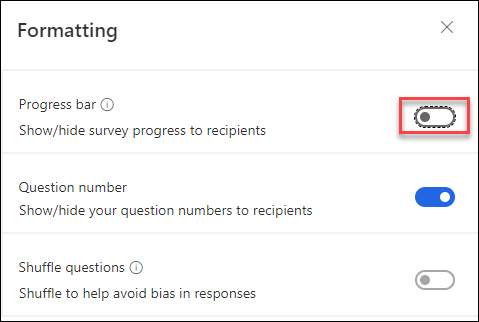 Formatting
Progress bar
Show/hide survey progress to recipients
Question number
Show/hide your question numbers to recipients
Shuffle questions
Shuffle to help avoid bias in responses